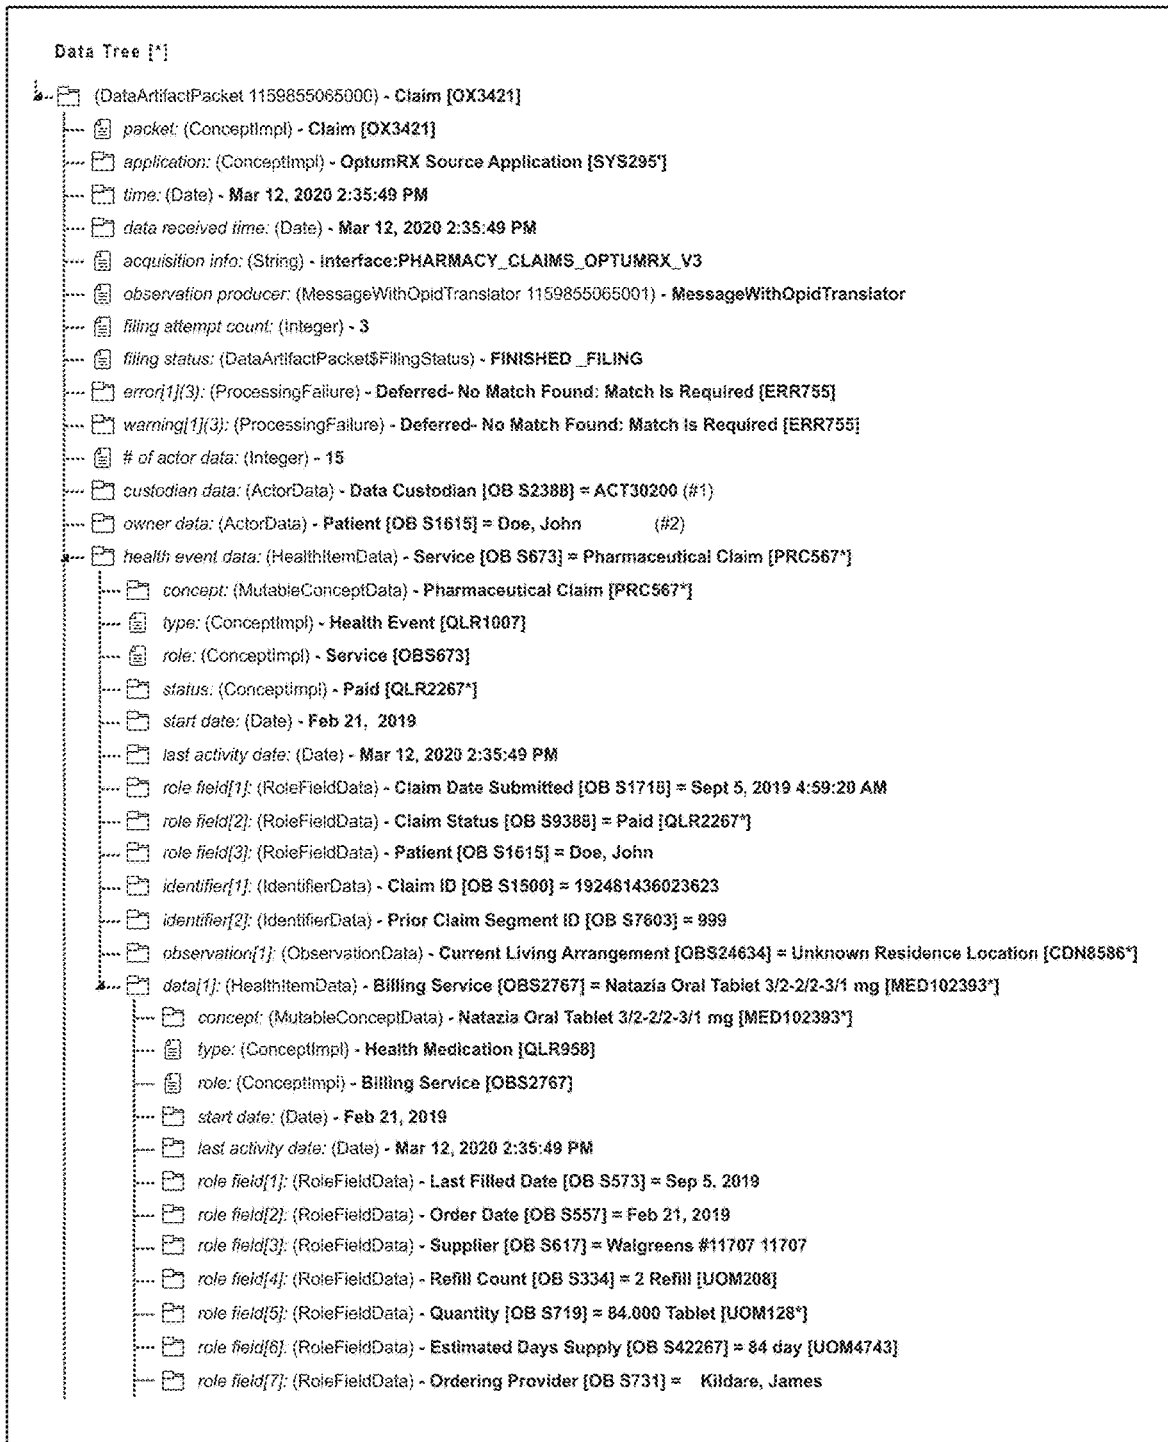 Data Tree [*]
(DataArtifactPacket 1159855065000) - Claim [OX3421]
packet: (ConceptImpl) - Claim [OX3421]
application: (ConceptImpl) - OptumRX Source Application [SYS295*]
time: (Date) - Mar 12, 2020 2:35:49 PM
data received time: (Date) - Mar 12, 2020 2:35:49 PM
acquisition info: (String) - interface:PHARMACY_CLAIMS_OPTUMRX_V3
observation producer: (MessageWithOpidTranslator 1159855065001) - MessageWithOpidTranslator
filing attempt count: (Integer) - 3
filing status: (DataArtifactPacket$FilingStatus) - FINISHED _FILING
error[1](3): (ProcessingFailure) - Deferred- No Match Found: Match Is Required [ERR755]
warning[1](3): (ProcessingFailure) - Deferred- No Match Found: Match Is Required [ERR755]
# of actor data: (Integer) - 15
custodian data: (ActorData) - Data Custodian [OB S2388] = ACT30200 (#1)
owner data: (ActorData) - Patient [OB S1615] = Doe, John (#2)
health event data: (HealthItemData) - Service [OB S673] = Pharmaceutical Claim [PRC567*]
concept: (MutableConceptData) - Pharmaceutical Claim [PRC567*]
type: (ConceptImpl) - Health Event [QLR1007]
role: (ConceptImpl) - Service [OBS673]
status: (ConceptImpl) - Paid [QLR2267*]
start date: (Date) - Feb 21, 2019
last activity date: (Date) - Mar 12, 2020 2:35:49 PM
role field[1]: (RoleFieldData) - Claim Date Submitted [OB S1718] = Sept 5, 2019 4:59:20 AM
role field[2]: (RoleFieldData) - Claim Status [OB S9388] = Paid [QLR2267*]
role field[3]: (RoleFieldData) - Patient [OB S1615] = Doe, John
identifier[1]: (IdentifierData) - Claim ID [OB S1500] = 192481436023623
identifier[2]: (IdentifierData) - Prior Claim Segment ID [OB S7603] = 999
observation[1]: (ObservationData) - Current Living Arrangement [OBS24634] = Unknown Residence Location [CDN8586*]
data[1]: (HealthItemData) - Billing Service [OBS2767] = Natazia Oral Tablet 3/2-2/2-3/1 mg [MED102393*]
concept: (MutableConceptData) - Natazia Oral Tablet 3/2-2/2-3/1 mg [MED102393*]
type: (ConceptImpl) - Health Medication [QLR958]
role: (ConceptImpl) - Billing Service [OBS2767]
start date: (Date) - Feb 21, 2019
last activity date: (Date) - Mar 12, 2020 2:35:49 PM
role field[1]: (RoleFieldData) - Last Filled Date [OB S573] = Sep 5, 2019
role field[2]: (RoleFieldData) - Order Date [OB S557] = Feb 21, 2019
role field[3]: (RoleFieldData) - Supplier [OB S617] = Walgreens #11707 11707
role field[4]: (RoleFieldData) - Refill Count [OB S334] = 2 Refill [UOM208]
role field[5]: (RoleFieldData) - Quantity [OB S719] = 84.000 Tablet [UOM128*]
role field[6]: (RoleFieldData) - Estimated Days Supply [OB S42267] = 84 day [UOM4743]
role field[7]: (RoleFieldData) - Ordering Provider [OB S731] = Kildare, James